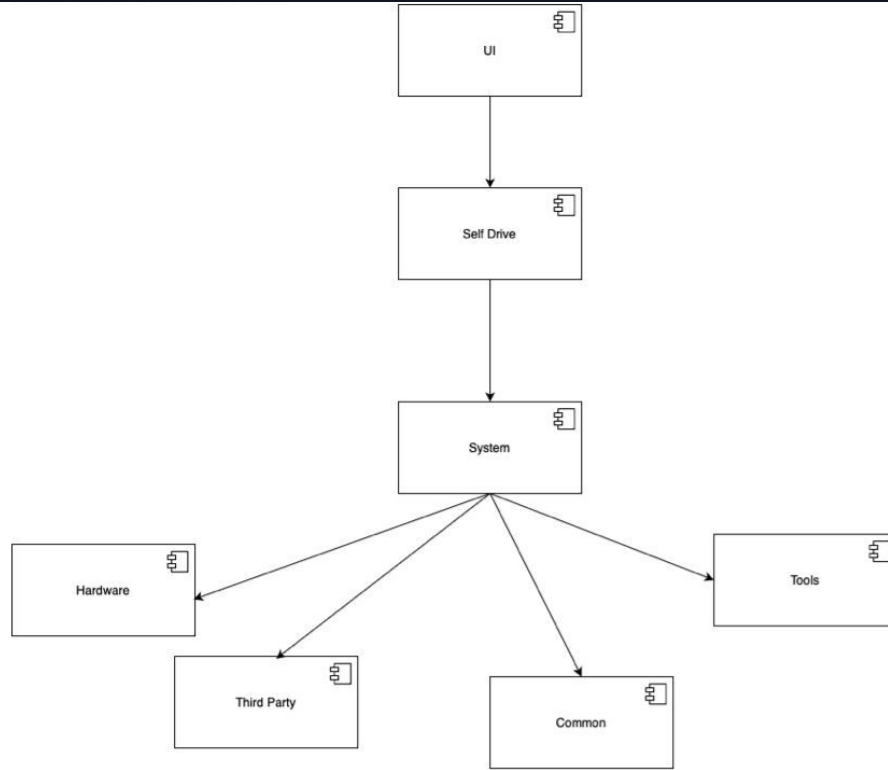 UI
Self Drive
System
Hardware
Tools
Third Party
Common